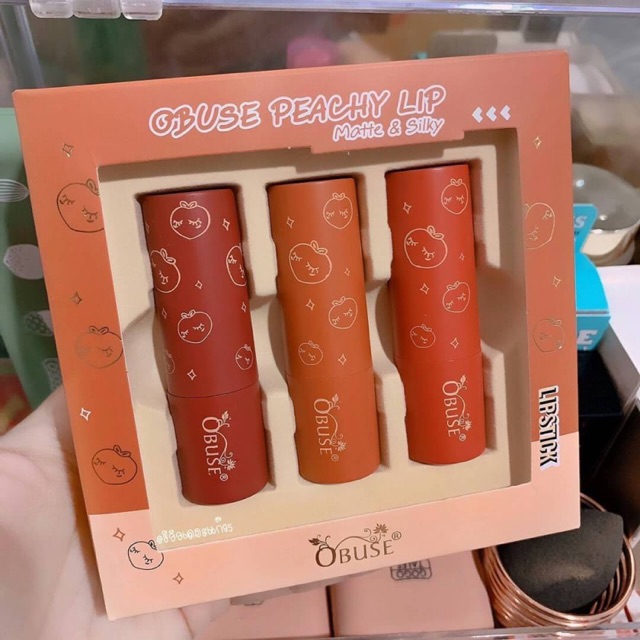 OBUSE PEACHY LIP
Matte & Silky
OBUSE®
OBUSE®
OBUSE®
LIPSTICK
OBUSE®